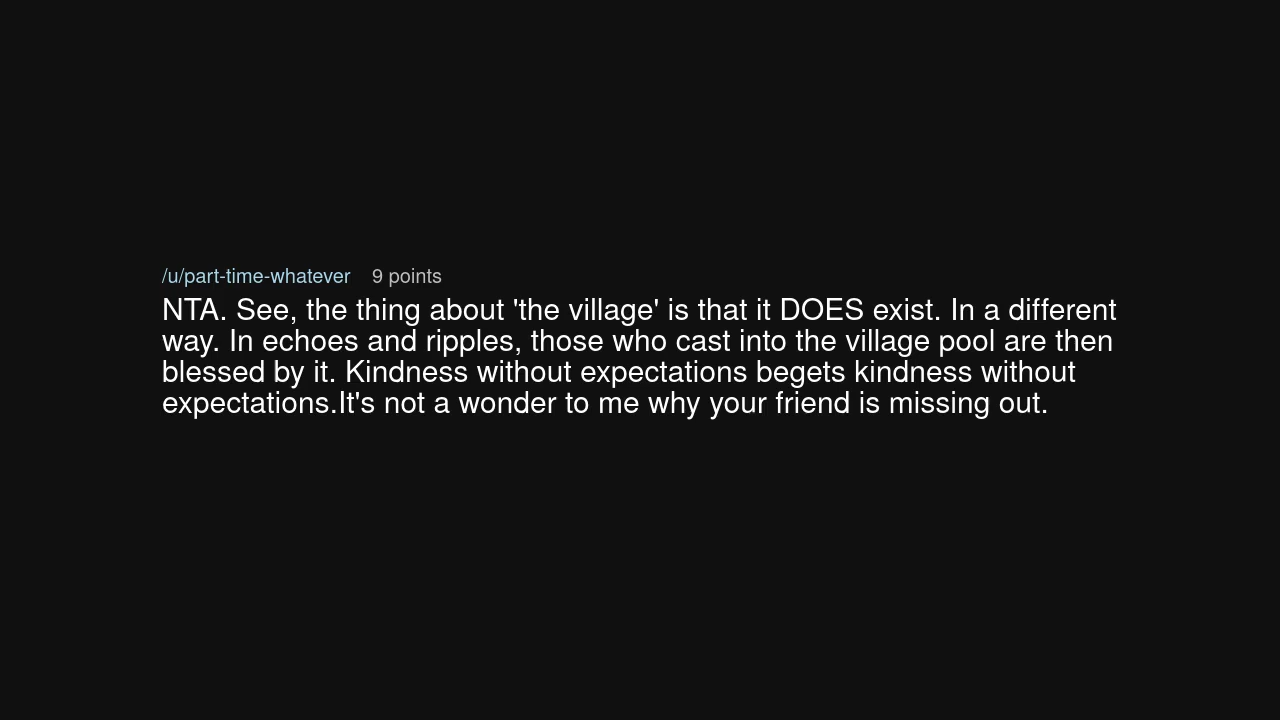 /u/part-time-whatever 9 points
NTA. See, the thing about 'the village' is that it DOES exist. In a different
way. In echoes and ripples, those who cast into the village pool are then
blessed by it. Kindness without expectations begets kindness without
expectations.It's not a wonder to me why your friend is missing out.